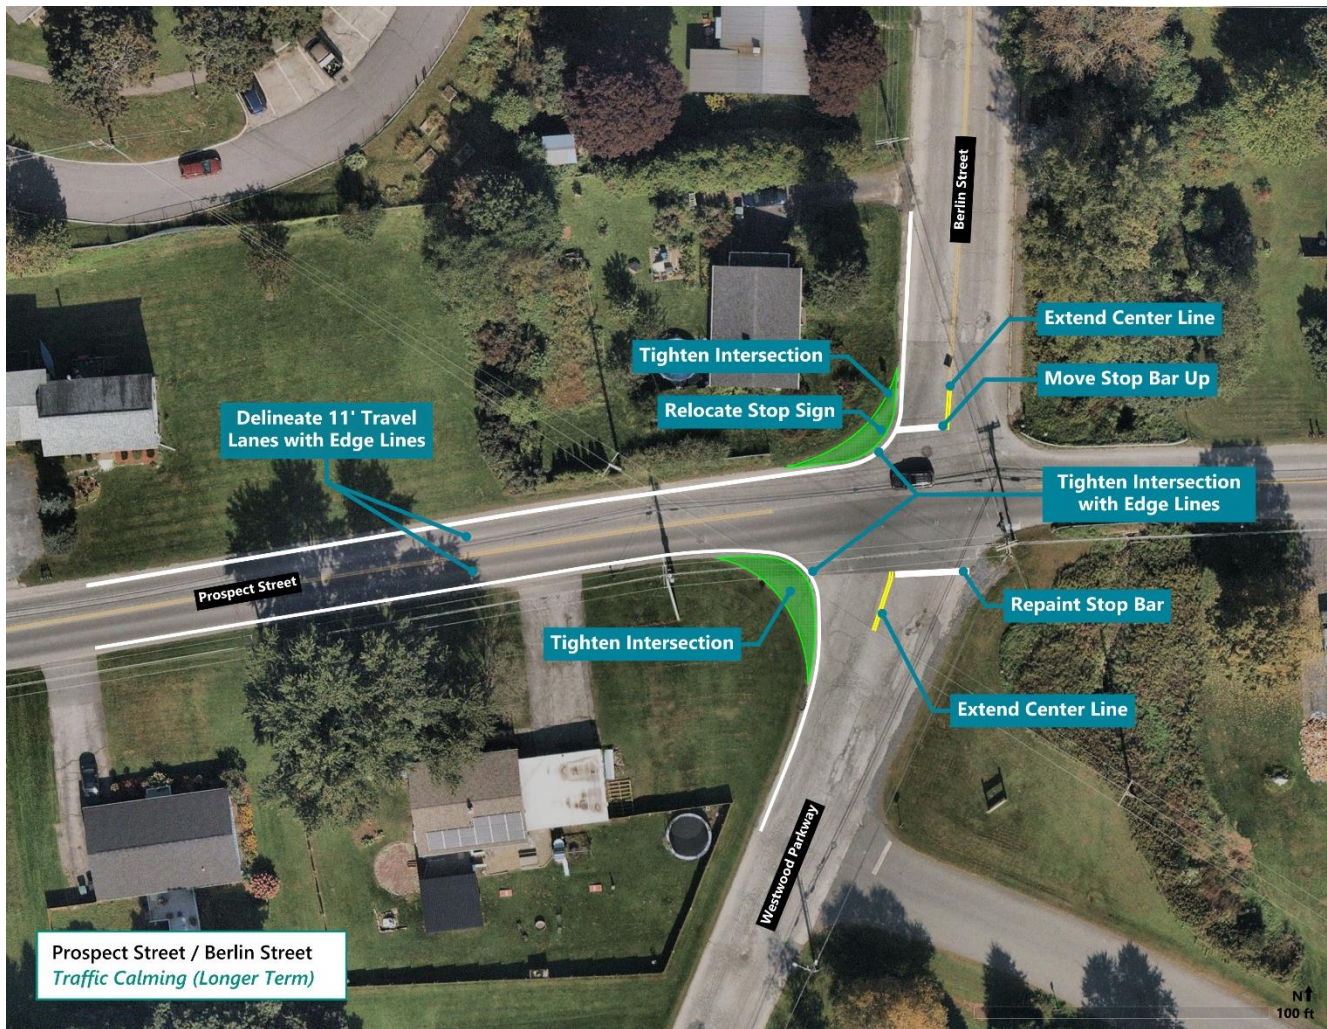 Berlin Street
Extend Center Line
Tighten Intersection
Move Stop Bar Up
Relocate Stop Sign
Delineate 11' Travel
Lanes with Edge Lines
Tighten Intersection
with Edge Lines
Prospect Street
Repaint Stop Bar
Tighten Intersection
Extend Center Line
Westwood Parkway
Prospect Street / Berlin Street
Traffic Calming (Longer Term)
N
100 ft